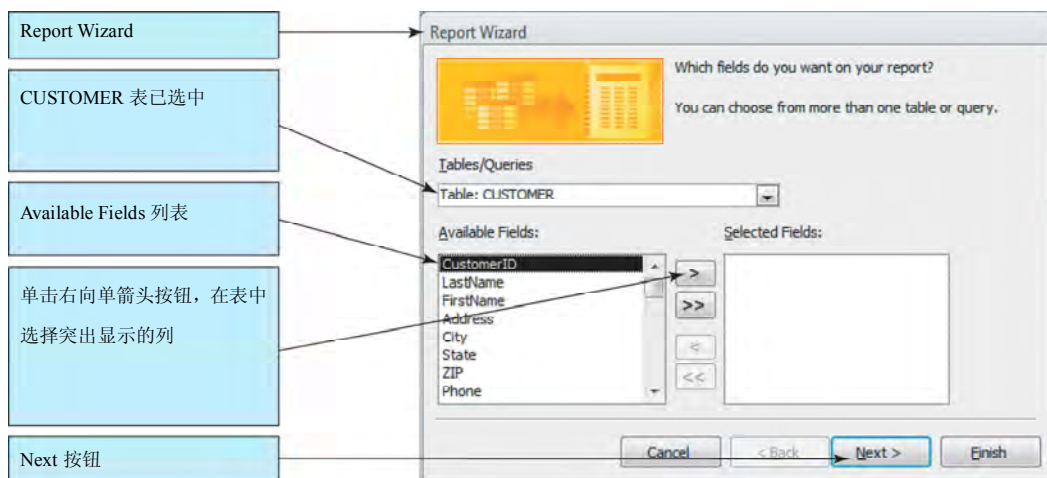 Report Wizard
CUSTOMER 表已选中
Available Fields 列表
单击右向单箭头按钮，在表中
选择突出显示的列
Next 按钮
Report Wizard
Which fields do you want on your report?
You can choose from more than one table or query.
Tables/Queries
Table: CUSTOMER
Available Fields:
Selected Fields:
CustomerID
LastName
FirstName
Address
City
State
ZIP
Phone
>
>>
<
<<
Cancel
< Back
Next >
Finish